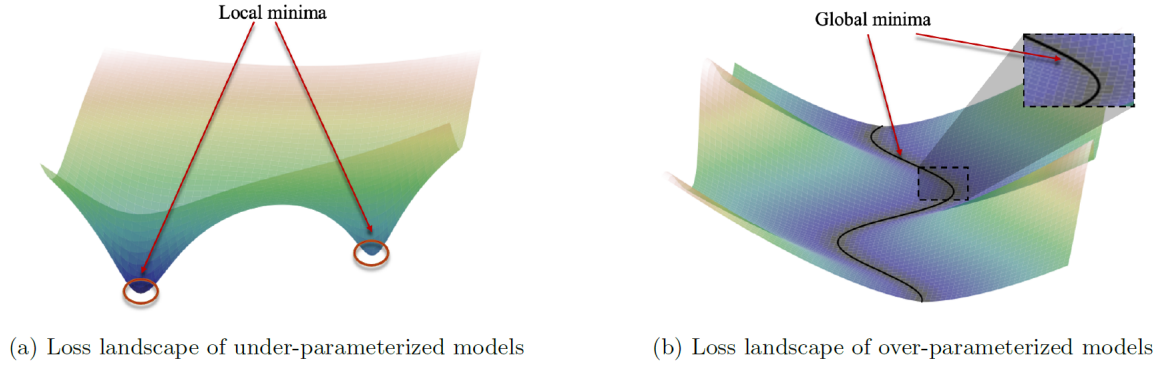 Local minima
Global minima
(a) Loss landscape of under-parameterized models
(b) Loss landscape of over-parameterized models